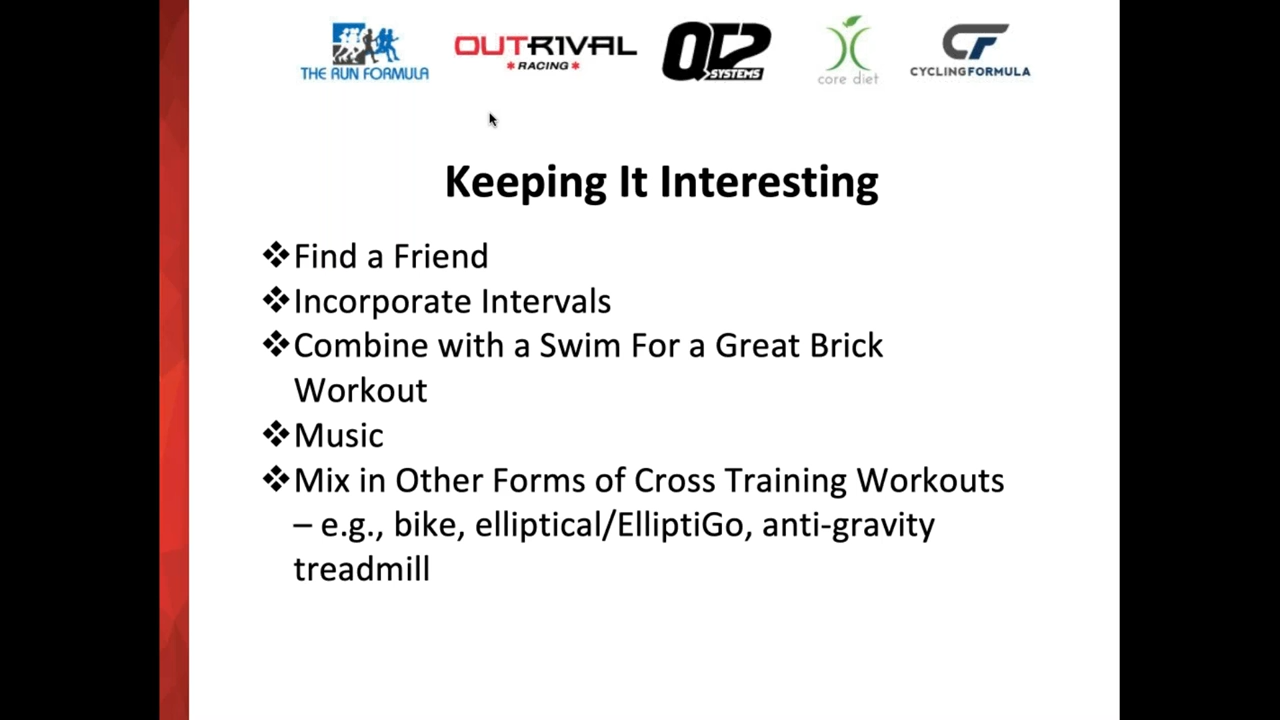 THE RUN FORMULA
OUTRIVAL
RACING
QT2
SYSTEMS
core diet
CF
CYCLINGFORMULA
Keeping It Interesting
❖Find a Friend
❖Incorporate Intervals
❖Combine with a Swim For a Great Brick
Workout
❖Music
❖Mix in Other Forms of Cross Training Workouts
– e.g., bike, elliptical/ElliptiGo, anti-gravity
treadmill